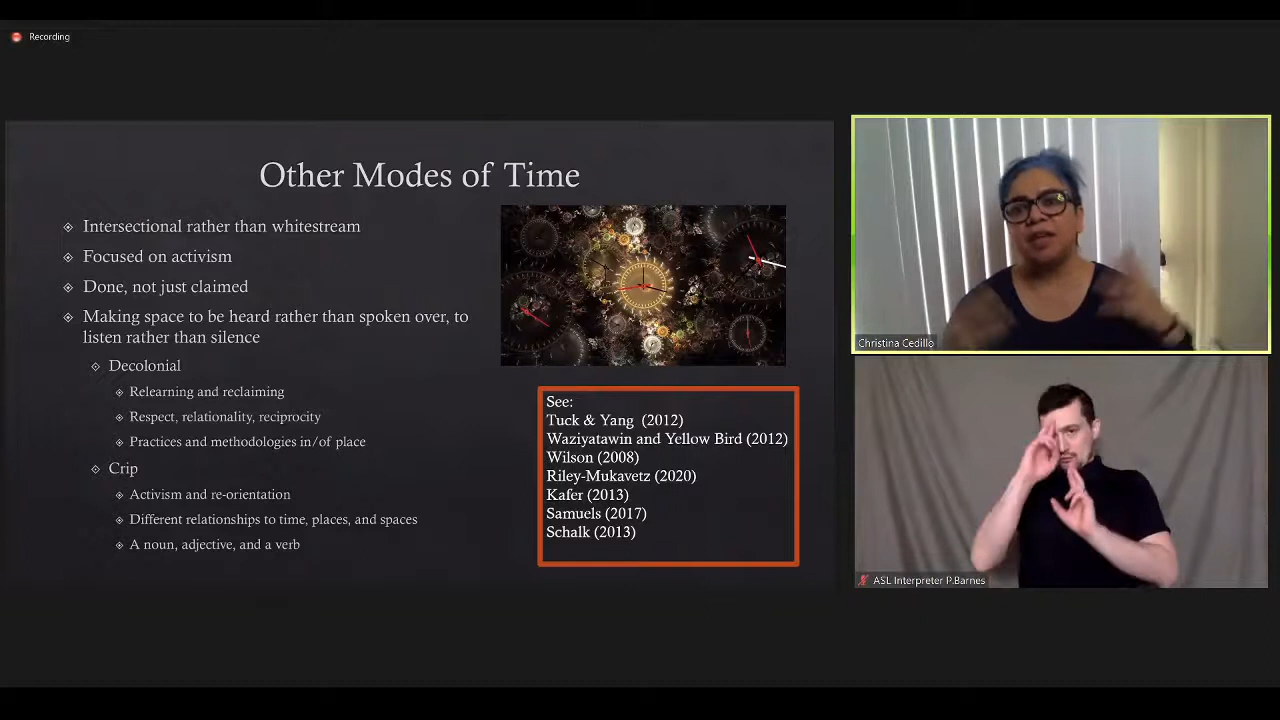 Recording
Other Modes of Time
Intersectional rather than whitestream
Focused on activism
Done, not just claimed
Making space to be heard rather than spoken over, to
listen rather than silence
Decolonial
Relearning and reclaiming
Respect, relationality, reciprocity
Practices and methodologies in/of place
Crip
Activism and re-orientation
Different relationships to time, places, and spaces
A noun, adjective, and a verb
See:
Tuck & Yang (2012)
Waziyatawin and Yellow Bird (2012)
Wilson (2008)
Riley-Mukavetz (2020)
Kafer (2013)
Samuels (2017)
Schalk (2013)
Christina Cedillo
ASL Interpreter P.Barnes